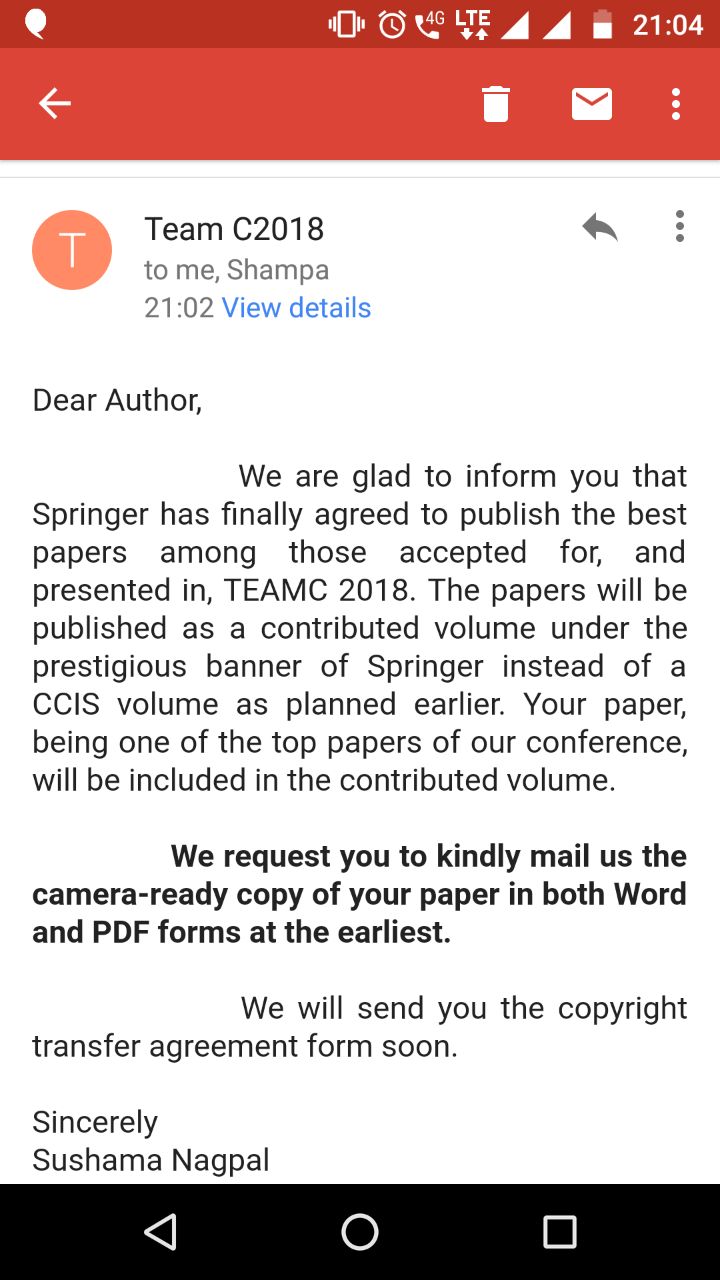 4G LTE 21:04
T
Team C2018
to me, Shampa
21:02 View details
Dear Author,
We are glad to inform you that
Springer has finally agreed to publish the best
papers among those accepted for, and
presented in, TEAMC 2018. The papers will be
published as a contributed volume under the
prestigious banner of Springer instead of a
CCIS volume as planned earlier. Your paper,
being one of the top papers of our conference,
will be included in the contributed volume.
We request you to kindly mail us the
camera-ready copy of your paper in both Word
and PDF forms at the earliest.
We will send you the copyright
transfer agreement form soon.
Sincerely
Sushama Nagpal